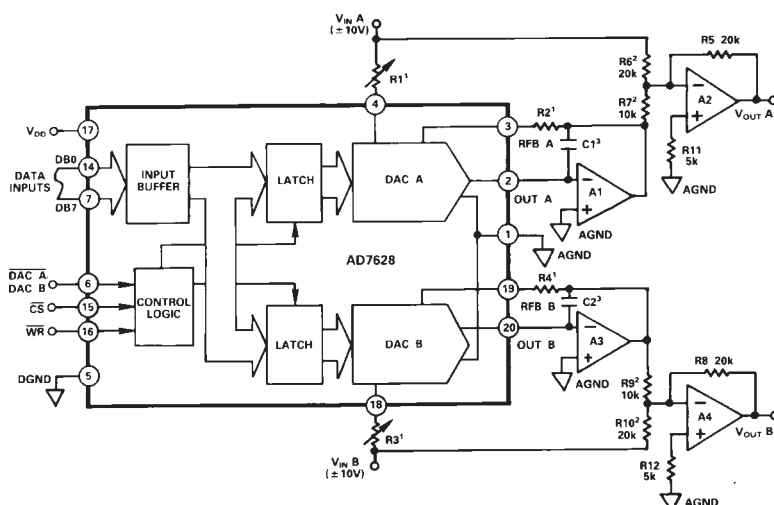 V_IN A
(±10V)
R1¹
4
R6²
20k
R7²
10k
R5 20k
A2
V_OUT A
R11
5k
AGND
3
R2¹
RFB A
C1³
2
OUT A
A1
AGND
1
AGND
V_DD
17
DB0
14
DATA
INPUTS
7
DB7
INPUT
BUFFER
LATCH
DAC A
AD7628
D̅A̅C̅ ̅A̅
DAC B
6
C̅S̅
15
W̅R̅
16
CONTROL
LOGIC
LATCH
DAC B
DGND
5
19
R4¹
RFB B
C2³
20
OUT B
A3
AGND
R9²
10k
R10²
20k
R8 20k
A4
V_OUT B
R12
5k
AGND
18
R3¹
V_IN B
(±10V)